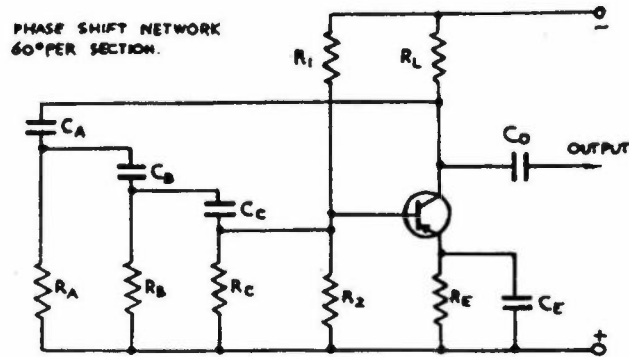 PHASE SHIFT NETWORK
60° PER SECTION.
R1
RL
CA
CB
CC
CO
OUTPUT
RA
RB
RC
R2
RE
CE
−
+